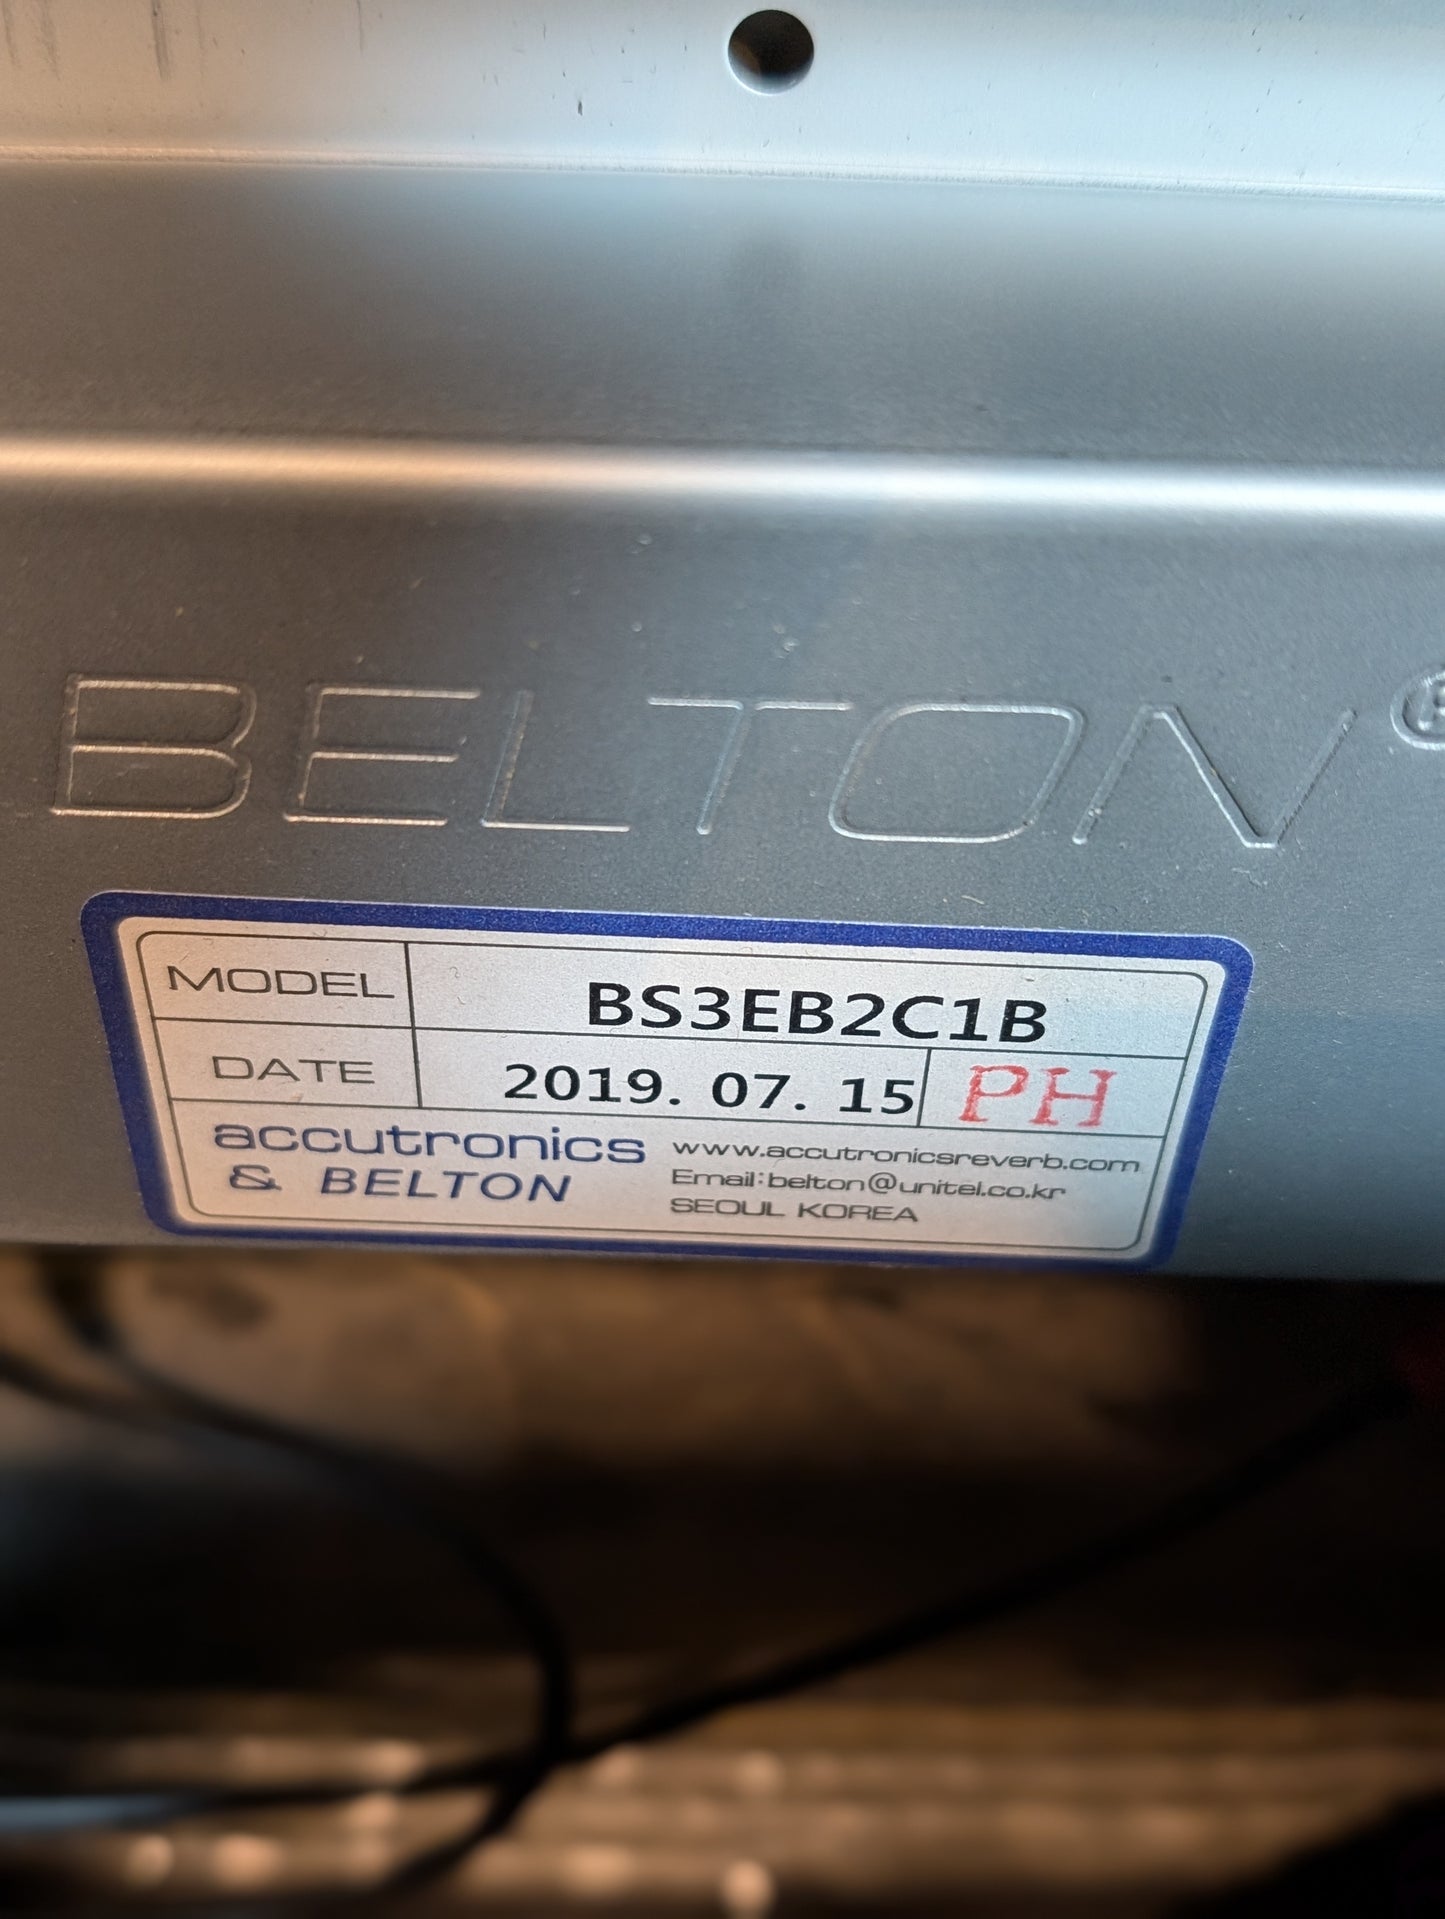 BELTON®
MODEL BS3EB2C1B
DATE 2019. 07. 15 PH
accutronics www.accutronicsreverb.com
& BELTON Email:belton@unitel.co.kr
SEOUL KOREA